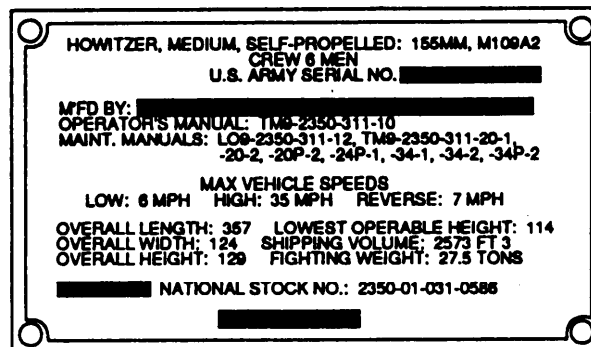 HOWITZER, MEDIUM, SELF-PROPELLED: 155MM, M109A2
CREW 6 MEN
U.S. ARMY SERIAL NO.
M'FD BY:
OPERATOR'S MANUAL: TM9-2350-311-10
MAINT. MANUALS: LO9-2350-311-12, TM9-2350-311-20-1,
-20-2, -20P-2, -24P-1, -34-1, -34-2, -34P-2
MAX VEHICLE SPEEDS
LOW: 6 MPH HIGH: 35 MPH REVERSE: 7 MPH
OVERALL LENGTH: 357 LOWEST OPERABLE HEIGHT: 114
OVERALL WIDTH: 124 SHIPPING VOLUME: 2573 FT 3
OVERALL HEIGHT: 129 FIGHTING WEIGHT: 27.5 TONS
NATIONAL STOCK NO.: 2350-01-031-0586